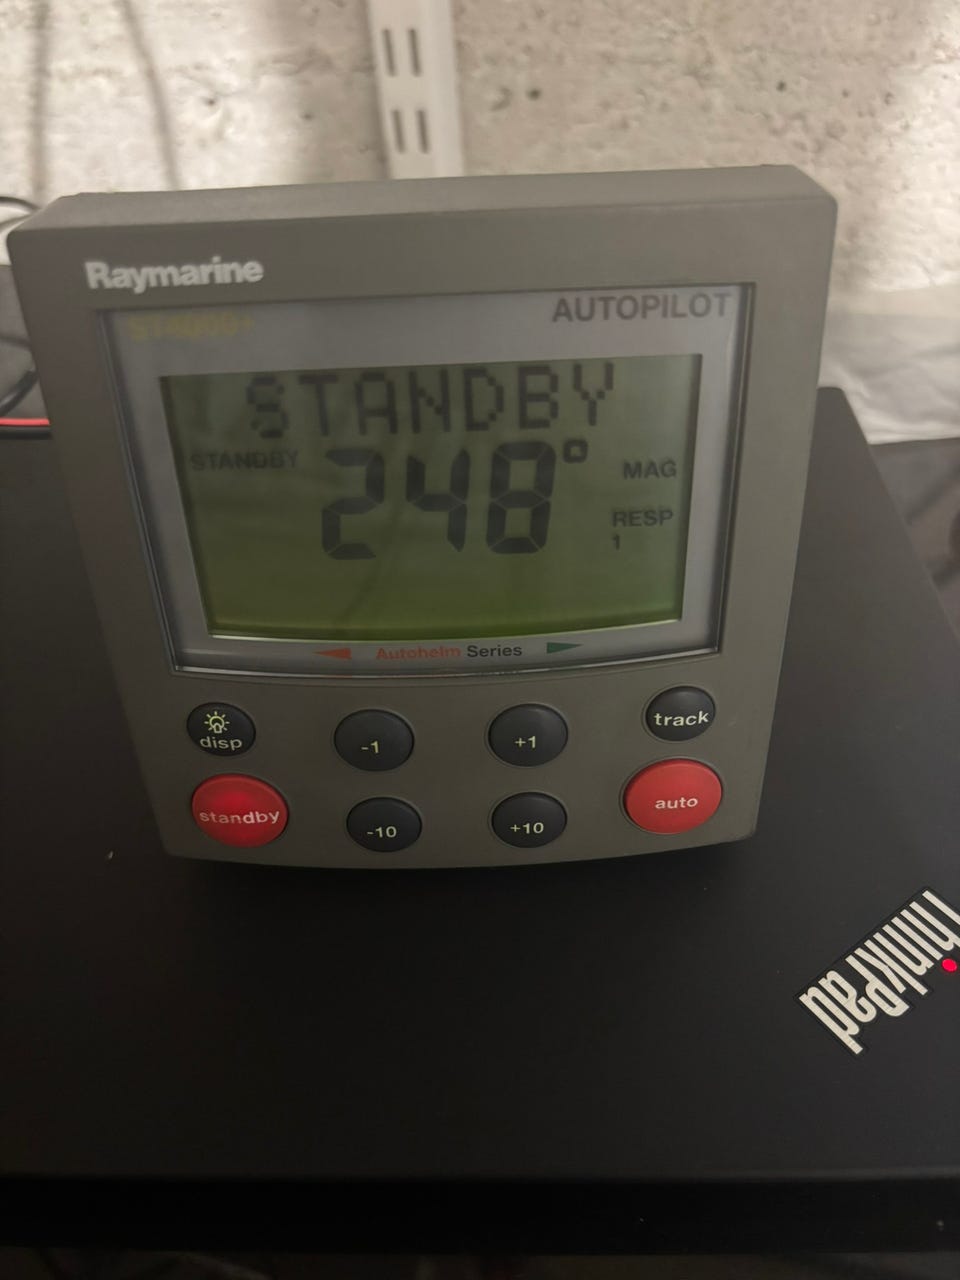 Raymarine
ST4000+
AUTOPILOT
STANDBY
STANDBY 248° MAG
RESP
1
Autohelm Series
disp -1 +1 track
standby -10 +10 auto
ThinkPad